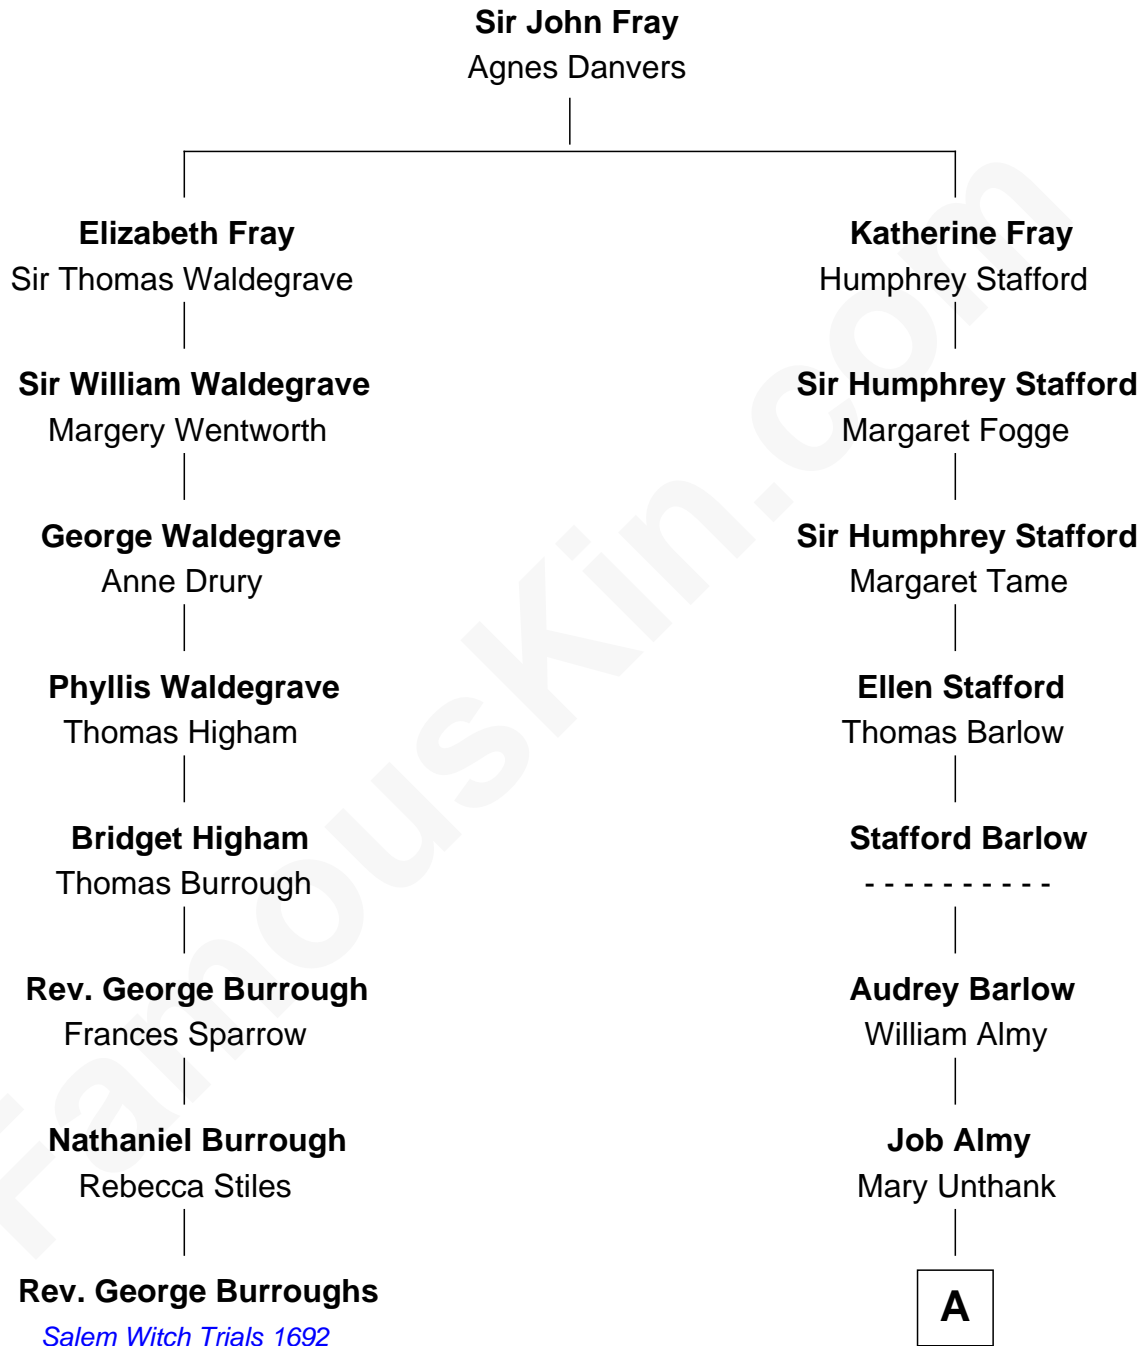 Sir John Fray
Agnes Danvers
Elizabeth Fray
Sir Thomas Waldegrave
Katherine Fray
Humphrey Stafford
Sir William Waldegrave
Margery Wentworth
Sir Humphrey Stafford
Margaret Fogge
George Waldegrave
Anne Drury
Sir Humphrey Stafford
Margaret Tame
Phyllis Waldegrave
Thomas Higham
Ellen Stafford
Thomas Barlow
Bridget Higham
Thomas Burrough
Stafford Barlow
- - - - - - - - - -
Rev. George Burrough
Frances Sparrow
Audrey Barlow
William Almy
Nathaniel Burrough
Rebecca Stiles
Job Almy
Mary Unthank
Rev. George Burroughs
Salem Witch Trials 1692
A
FamousKin.com